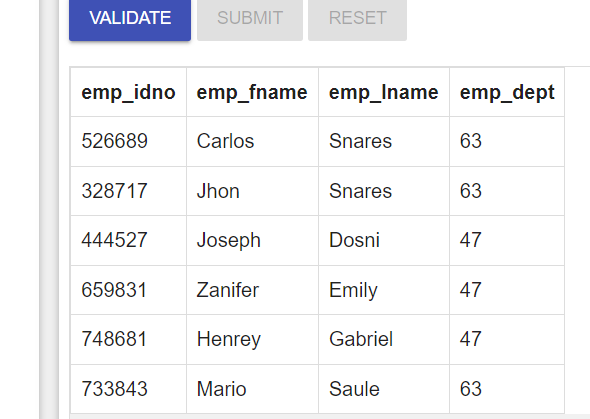 VALIDATE SUBMIT RESET
emp_idno emp_fname emp_lname emp_dept
526689 Carlos Snares 63
328717 Jhon Snares 63
444527 Joseph Dosni 47
659831 Zanifer Emily 47
748681 Henrey Gabriel 47
733843 Mario Saule 63